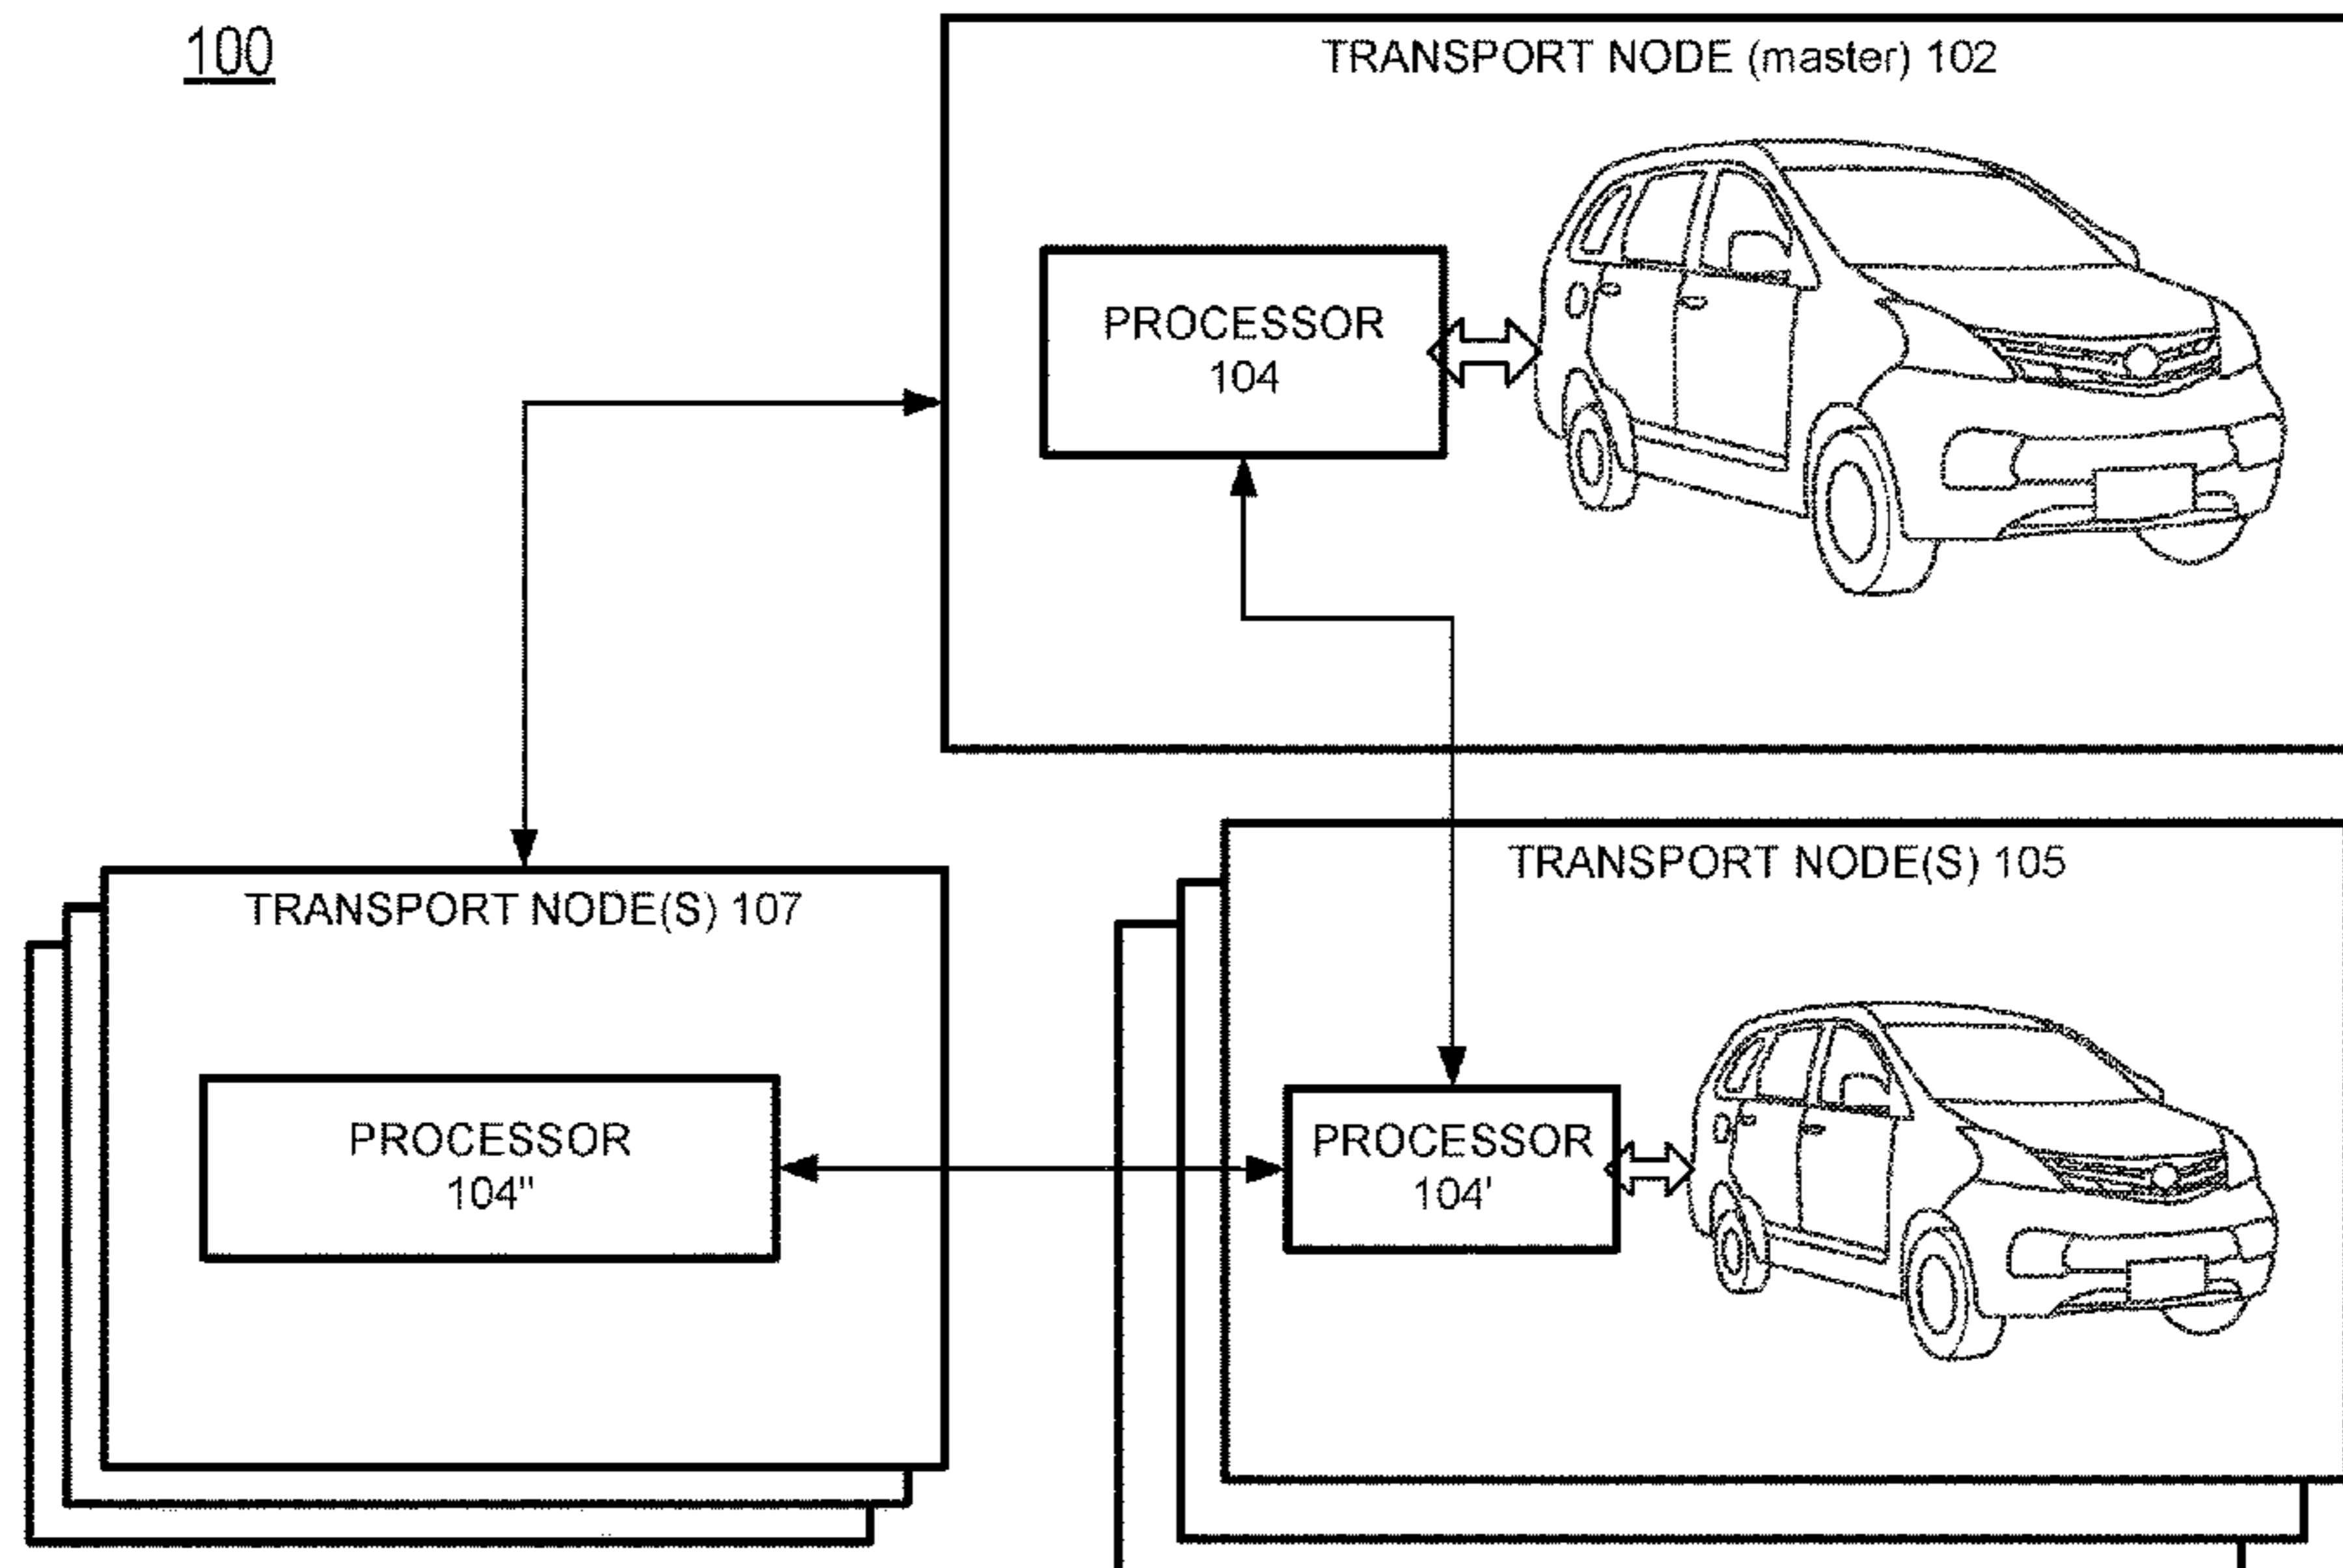 100
TRANSPORT NODE (master) 102
PROCESSOR
104
TRANSPORT NODE(S) 105
TRANSPORT NODE(S) 107
PROCESSOR
104"
PROCESSOR
104'